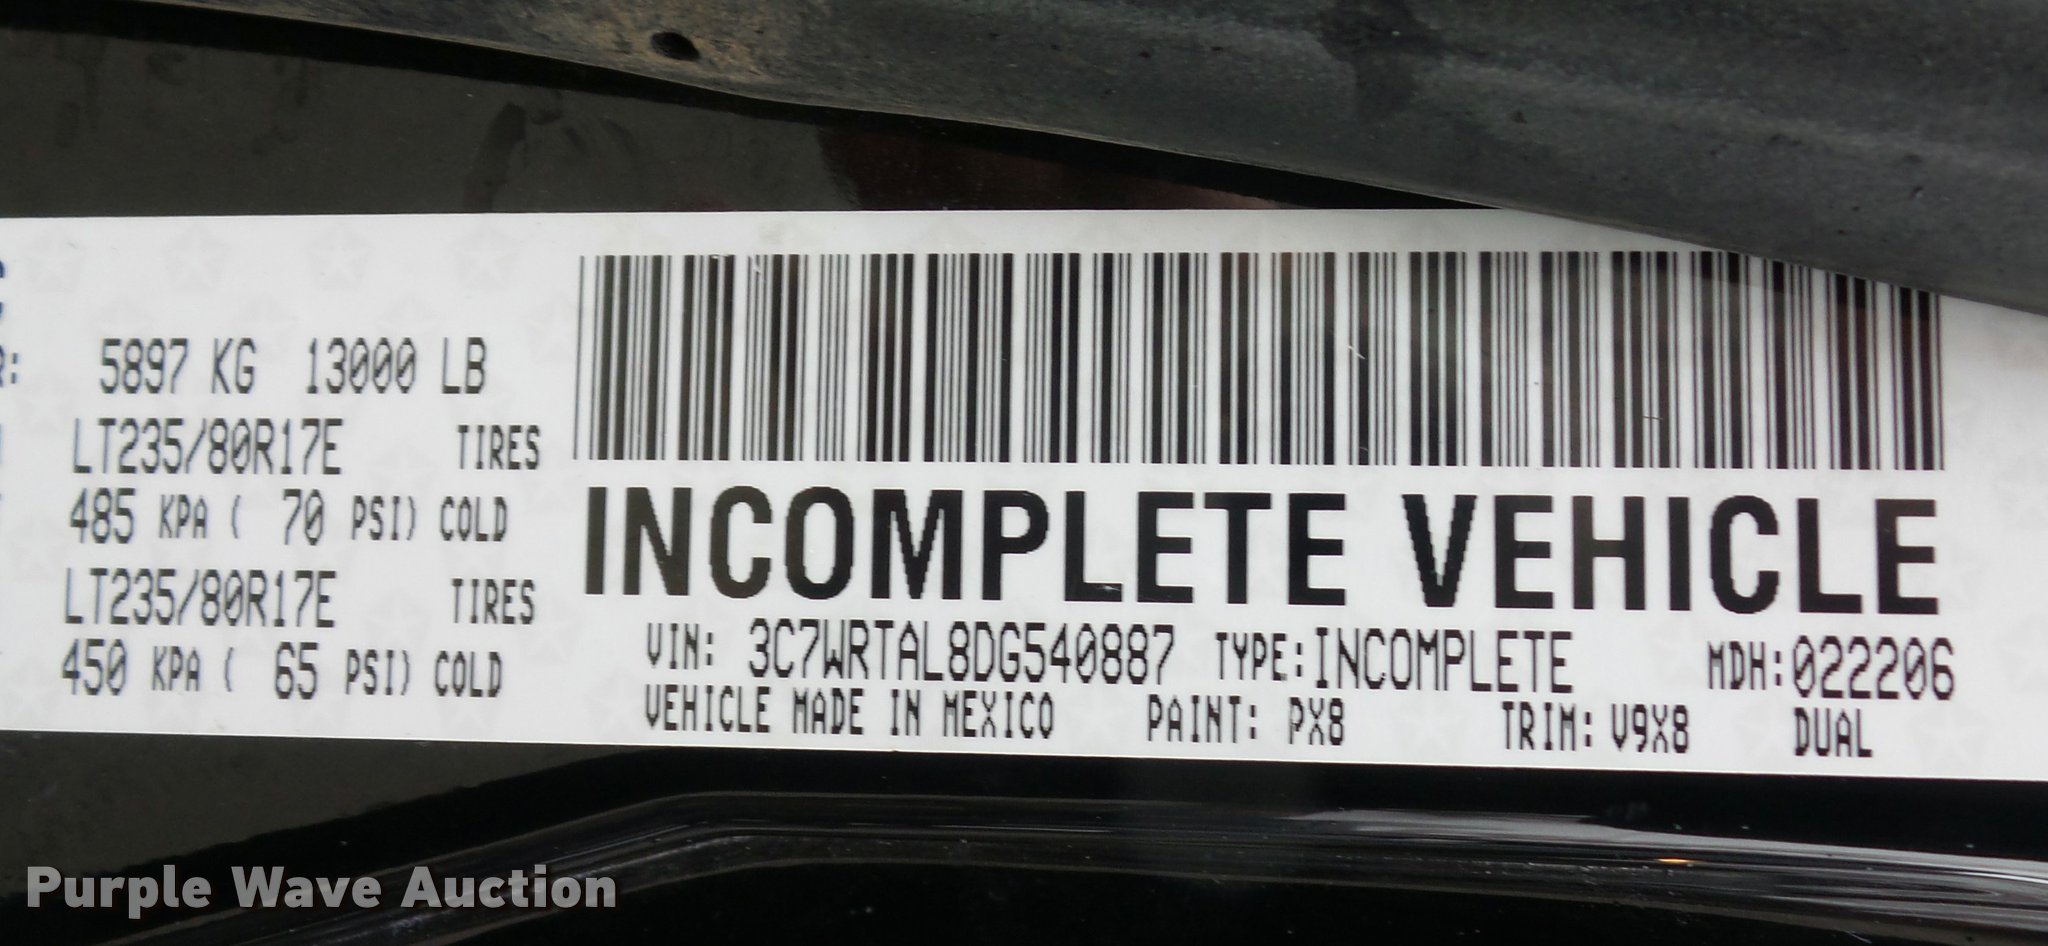 5897 KG 13000 LB
LT235/80R17E TIRES
485 KPA ( 70 PSI) COLD
LT235/80R17E TIRES
450 KPA ( 65 PSI) COLD
INCOMPLETE VEHICLE
VIN: 3C7WRTAL8DG540887 TYPE:INCOMPLETE MDH:022206
VEHICLE MADE IN MEXICO PAINT: PX8 TRIM: V9X8 DUAL
Purple Wave Auction